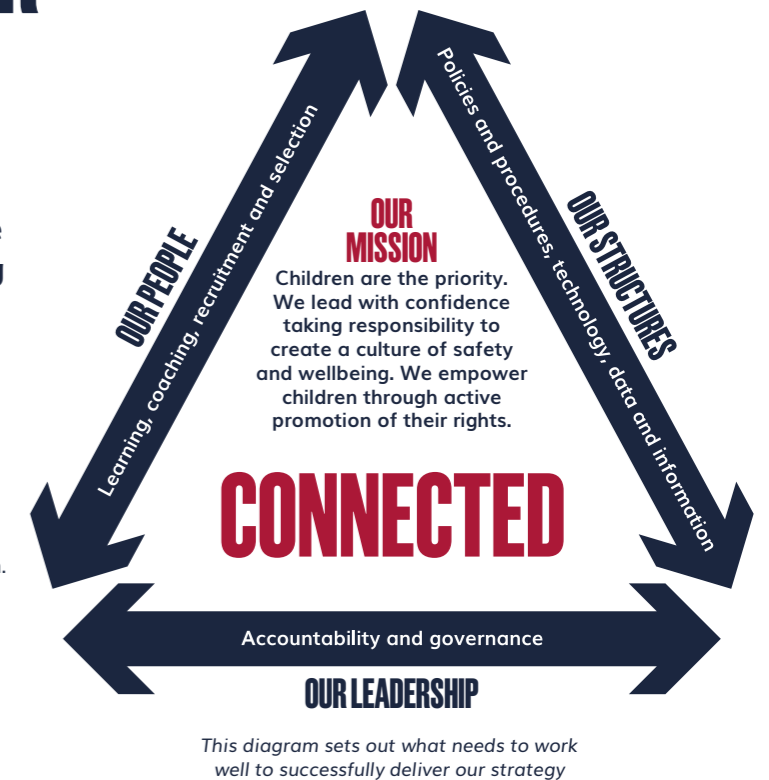 OUR PEOPLE
Learning, coaching, recruitment and selection
Policies and procedures, technology, data and information
OUR STRUCTURES
OUR
MISSION
Children are the priority.
We lead with confidence
taking responsibility to
create a culture of safety
and wellbeing. We empower
children through active
promotion of their rights.
CONNECTED
Accountability and governance
OUR LEADERSHIP
This diagram sets out what needs to work
well to successfully deliver our strategy